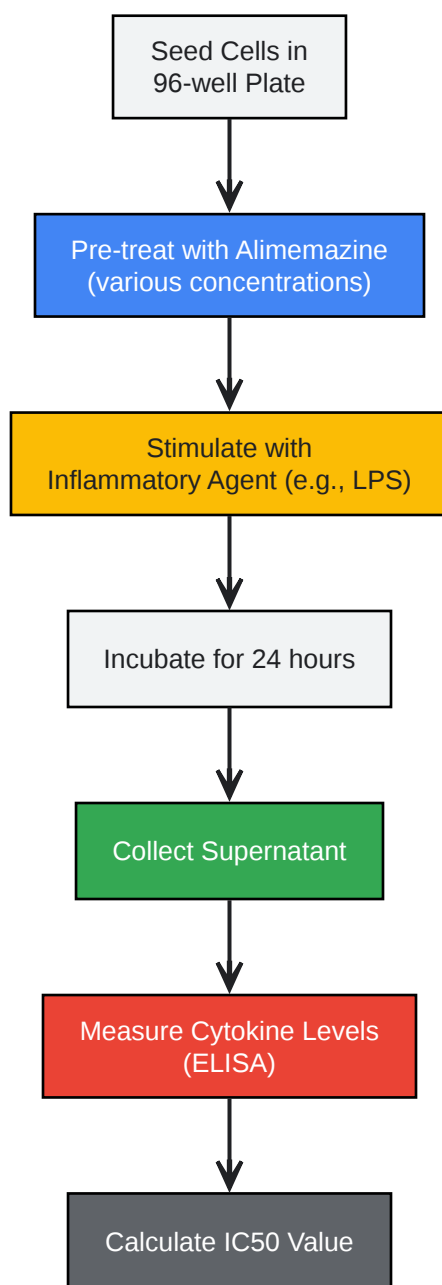 Seed Cells in
96-well Plate
Pre-treat with Alimemazine
(various concentrations)
Stimulate with
Inflammatory Agent (e.g., LPS)
Incubate for 24 hours
Collect Supernatant
Measure Cytokine Levels
(ELISA)
Calculate IC50 Value